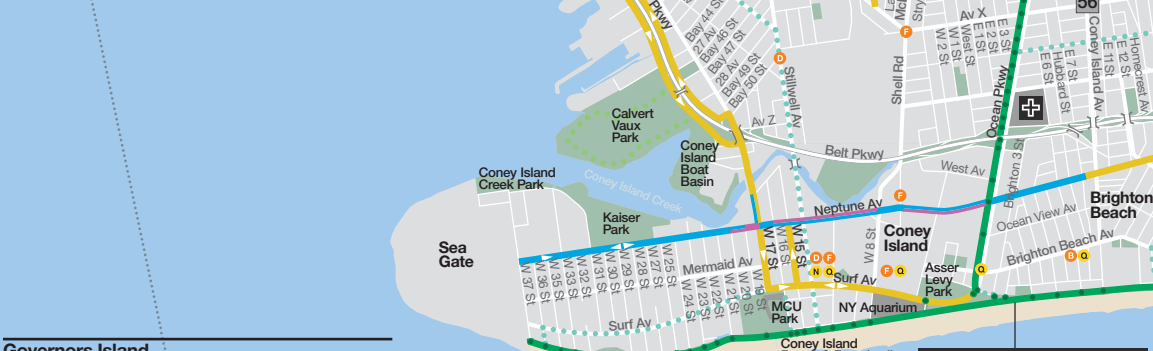 Pkwy
Bay 44 St
27 Av
Bay 46 St
Bay 47 St
28 Av
Bay 49 St
Bay 50 St
D
Stillwell Av
Av Z
Belt Pkwy
Shell Rd
F
Av X
W 2 St
W 1 St
West St
E 1 St
E 2 St
E 3 St
Ocean Pkwy
56
Coney Island Av
E 6 St
Hubbard St
E 7 St
E 11 St
E 12 St
Homecrest Av
Calvert
Vaux
Park
Coney
Island
Boat
Basin
Coney Island
Creek Park
Coney Island Creek
Kaiser
Park
Sea
Gate
Neptune Av
F
West Av
Brighton 3 St
Ocean View Av
Brighton
Beach
Brighton Beach Av
B Q
Coney
Island
W 8 St
W 17 St
W 16 St
W 15 St
D F
N Q
F Q
Q
Surf Av
Asser
Levy
Park
NY Aquarium
MCU
Park
Mermaid Av
W 37 St
W 36 St
W 35 St
W 33 St
W 32 St
W 31 St
W 30 St
W 29 St
W 28 St
W 27 St
W 25 St
W 24 St
W 23 St
W 22 St
W 21 St
W 20 St
W 19 St
Surf Av
Coney Island
Governors Island